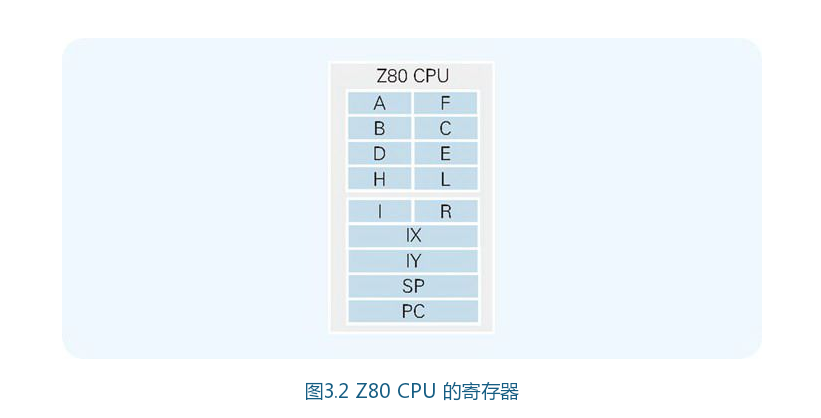 Z80 CPU
A F
B C
D E
H L
I R
IX
IY
SP
PC
图3.2 Z80 CPU 的寄存器